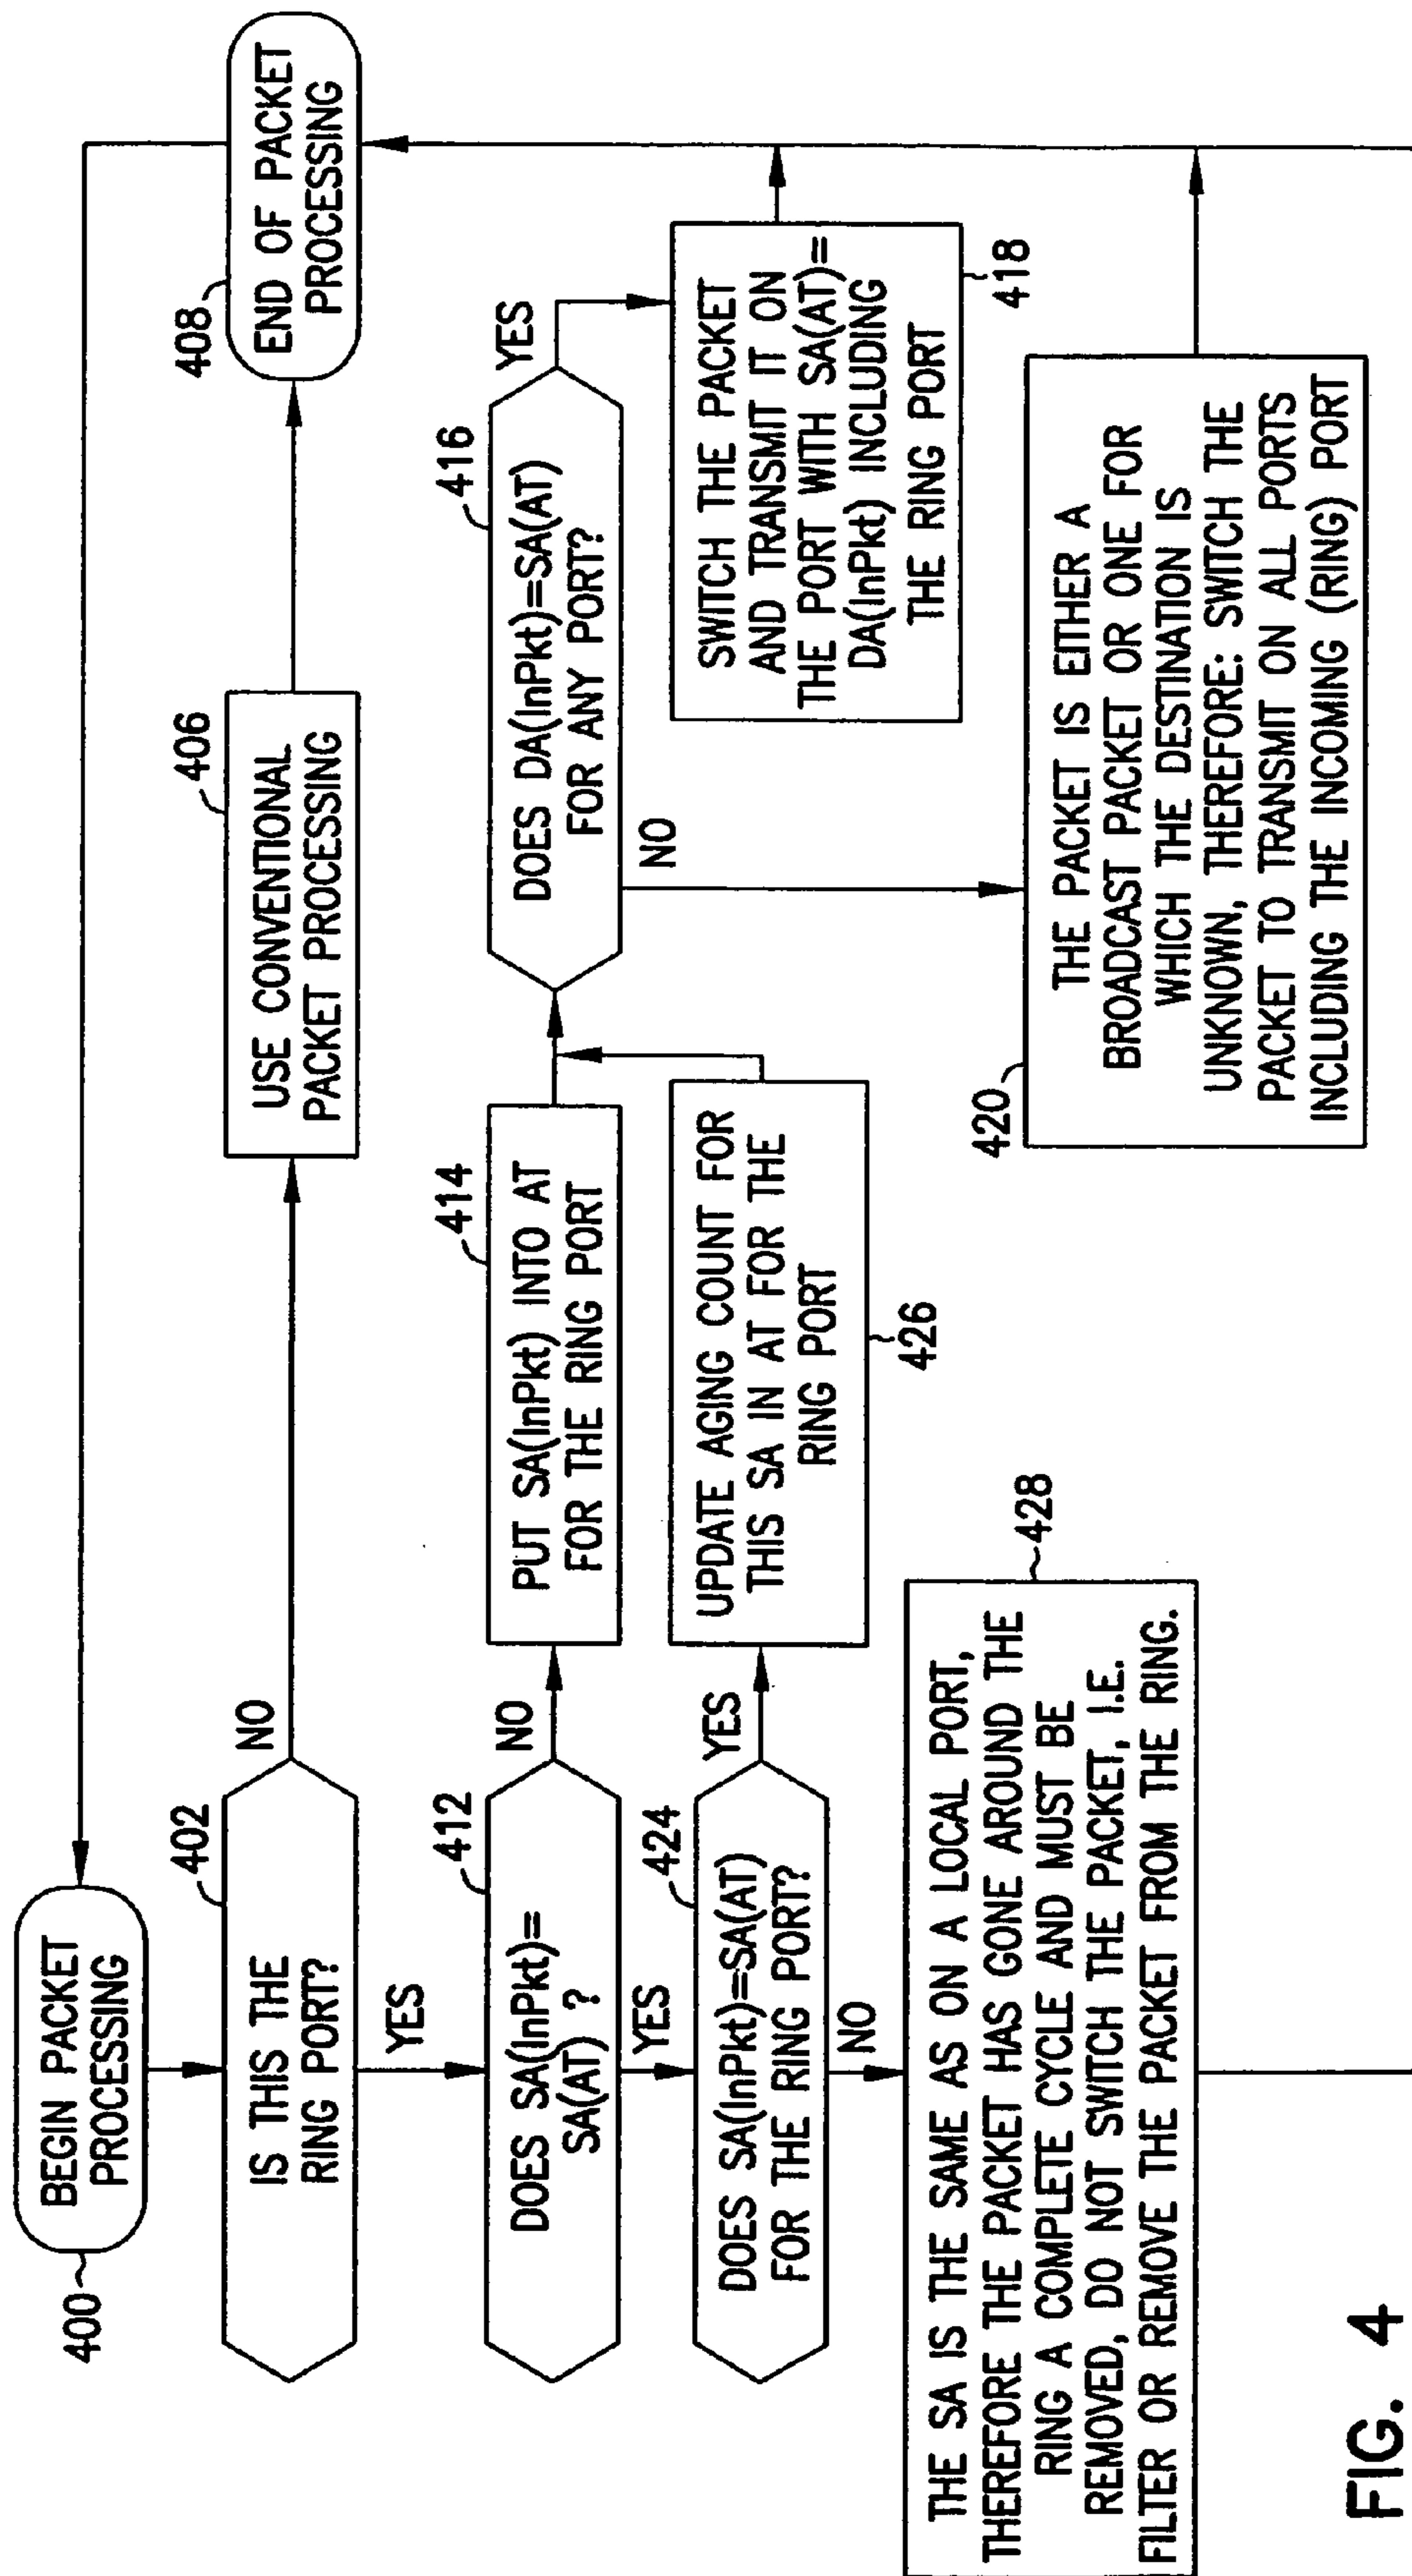 400
BEGIN PACKET
PROCESSING
402
IS THIS THE
RING PORT?
NO
YES
406
USE CONVENTIONAL
PACKET PROCESSING
408
END OF PACKET
PROCESSING
412
DOES SA(InPkt)=
SA(AT) ?
NO
YES
414
PUT SA(InPkt) INTO AT
FOR THE RING PORT
416
DOES DA(InPkt)=SA(AT)
FOR ANY PORT?
YES
NO
SWITCH THE PACKET
AND TRANSMIT IT ON
THE PORT WITH SA(AT)=
DA(InPkt) INCLUDING
THE RING PORT
418
424
DOES SA(InPkt)=SA(AT)
FOR THE RING PORT?
YES
NO
UPDATE AGING COUNT FOR
THIS SA IN AT FOR THE
RING PORT
426
420
THE PACKET IS EITHER A
BROADCAST PACKET OR ONE FOR
WHICH THE DESTINATION IS
UNKNOWN, THEREFORE: SWITCH THE
PACKET TO TRANSMIT ON ALL PORTS
INCLUDING THE INCOMING (RING) PORT
428
THE SA IS THE SAME AS ON A LOCAL PORT,
THEREFORE THE PACKET HAS GONE AROUND THE
RING A COMPLETE CYCLE AND MUST BE
REMOVED, DO NOT SWITCH THE PACKET, I.E.
FILTER OR REMOVE THE PACKET FROM THE RING.
FIG. 4